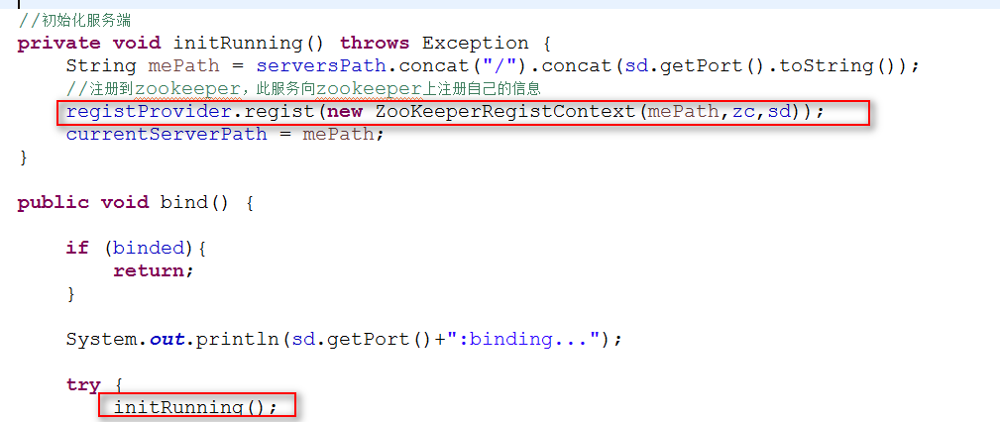 //初始化服务端
private void initRunning() throws Exception {
String mePath = serversPath.concat("/").concat(sd.getPort().toString());
//注册到zookeeper，此服务向zookeeper上注册自己的信息
registProvider.regist(new ZooKeeperRegistContext(mePath,zc,sd));
currentServerPath = mePath;
}
public void bind() {
if (binded){
return;
}
System.out.println(sd.getPort()+":binding...");
try {
initRunning();